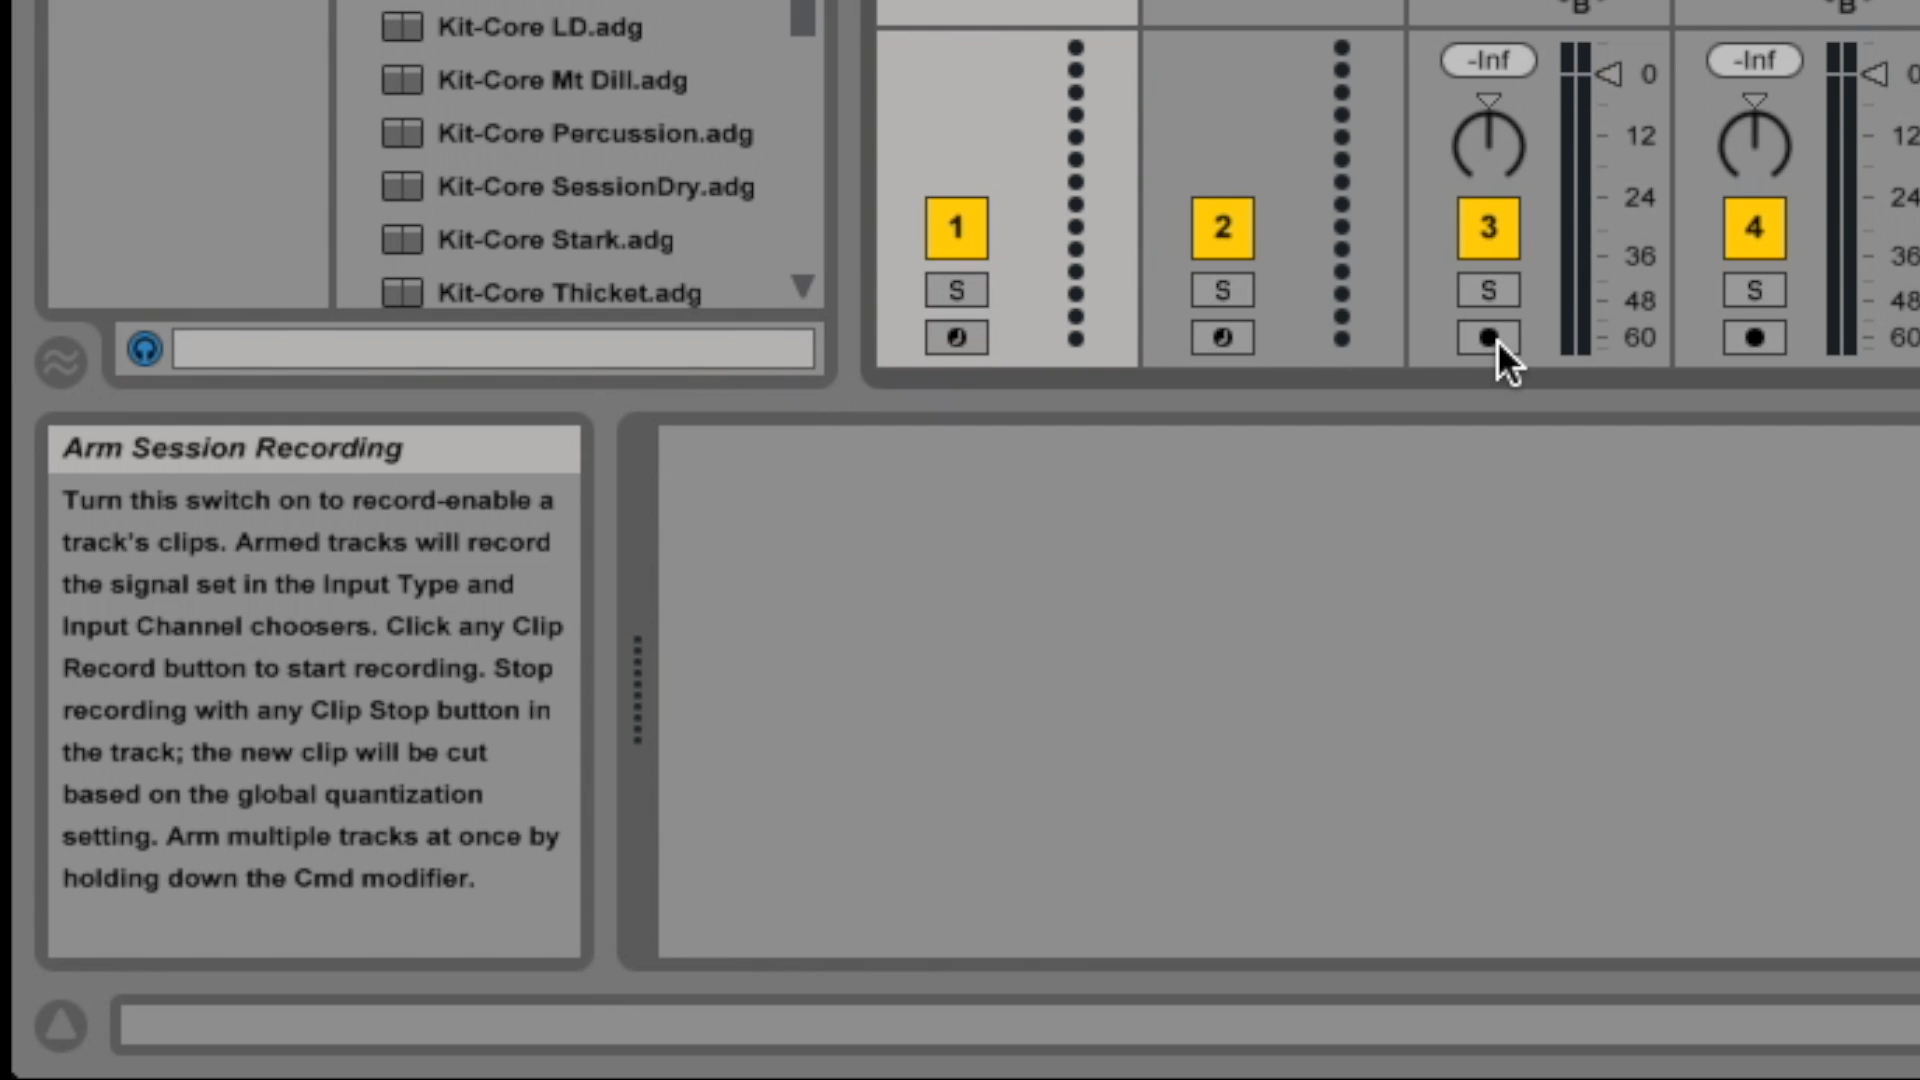 Kit-Core LD.adg
Kit-Core Mt Dill.adg
Kit-Core Percussion.adg
Kit-Core SessionDry.adg
Kit-Core Stark.adg
Kit-Core Thicket.adg
1
S
2
S
-Inf
3
S
0
12
24
36
48
60
-Inf
4
S
0
12
24
36
48
60
Arm Session Recording
Turn this switch on to record-enable a
track's clips. Armed tracks will record
the signal set in the Input Type and
Input Channel choosers. Click any Clip
Record button to start recording. Stop
recording with any Clip Stop button in
the track; the new clip will be cut
based on the global quantization
setting. Arm multiple tracks at once by
holding down the Cmd modifier.